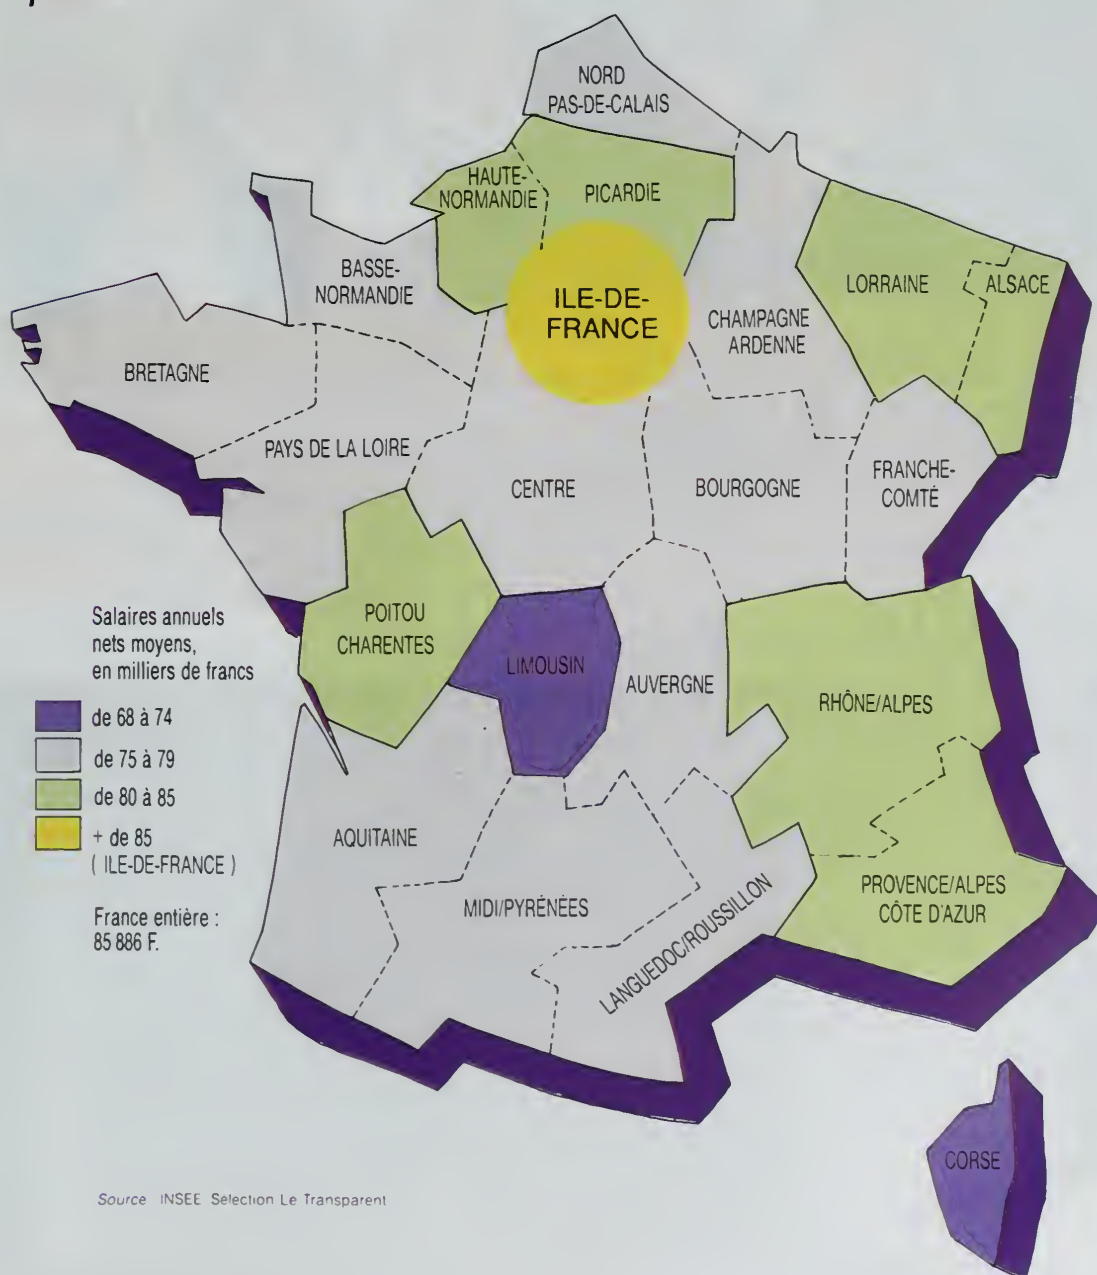 NORD
PAS-DE-CALAIS
HAUTE-
NORMANDIE
PICARDIE
BASSE-
NORMANDIE
ILE-DE-
FRANCE
LORRAINE
ALSACE
CHAMPAGNE
ARDENNE
BRETAGNE
PAYS DE LA LOIRE
CENTRE
BOURGOGNE
FRANCHE-
COMTÉ
POITOU
CHARENTES
LIMOUSIN
AUVERGNE
RHÔNE/ALPES
AQUITAINE
MIDI/PYRÉNÉES
LANGUEDOC/ROUSSILLON
PROVENCE/ALPES
CÔTE D'AZUR
CORSE
Salaires annuels
nets moyens,
en milliers de francs
de 68 à 74
de 75 à 79
de 80 à 85
+ de 85
( ILE-DE-FRANCE )
France entière :
85 886 F.
Source INSEE Sélection Le Transparent